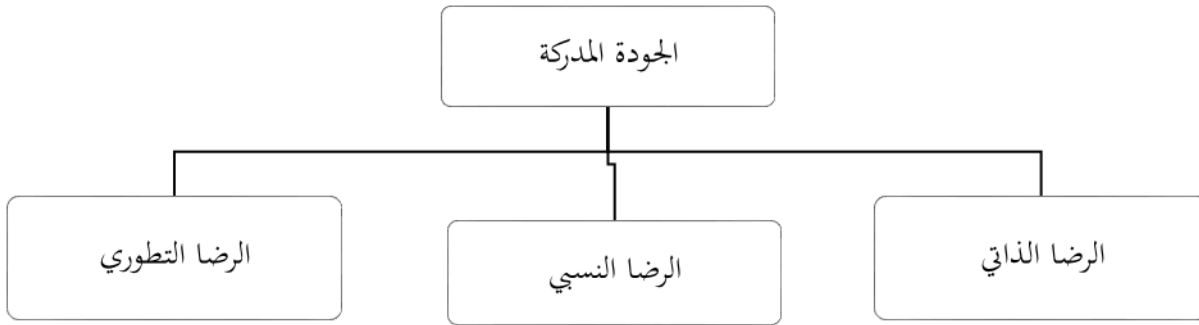 الجودة المدركة
الرضا الذاتي
الرضا النسبي
الرضا التطوري